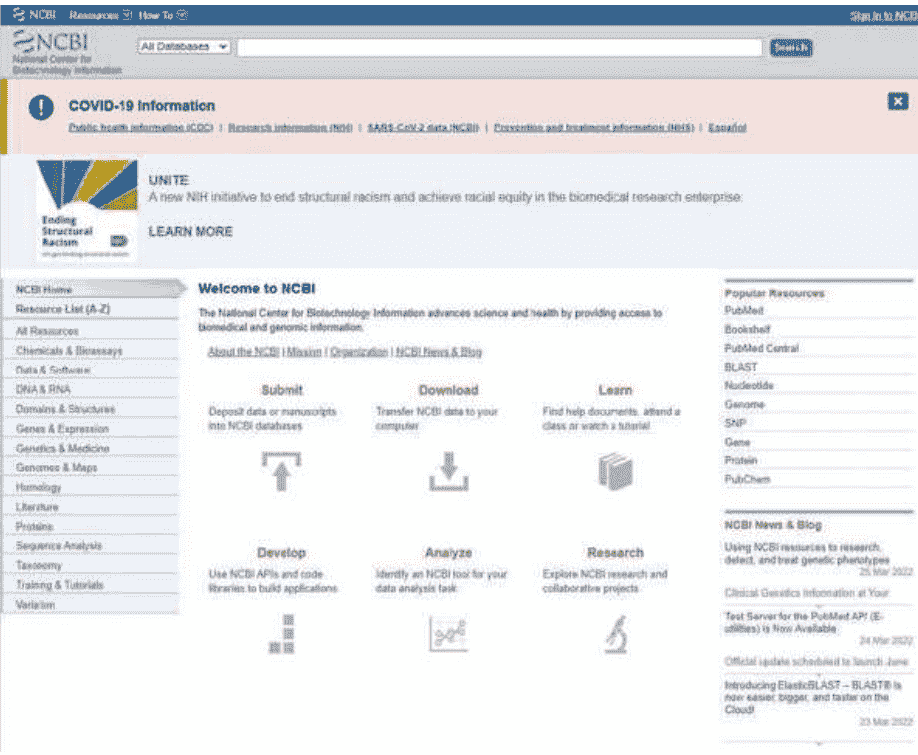 NCBI Resources How To Sign in to NCBI
NCBI
National Center for
Biotechnology Information
All Databases
Search
COVID-19 Information
Public health information (CDC) | Research information (NIH) | SARS-CoV-2 data (NCBI) | Prevention and treatment information (HHS) | Español
UNITE
A new NIH initiative to end structural racism and achieve racial equity in the biomedical research enterprise.
LEARN MORE
Ending
Structural
Racism
NCBI Home
Resource List (A-Z)
All Resources
Chemicals & Bioassays
Data & Software
DNA & RNA
Domains & Structures
Genes & Expression
Genetics & Medicine
Genomes & Maps
Homology
Literature
Proteins
Sequence Analysis
Taxonomy
Training & Tutorials
Variation
Welcome to NCBI
The National Center for Biotechnology Information advances science and health by providing access to
biomedical and genomic information.
About the NCBI | Mission | Organization | NCBI News & Blog
Submit
Deposit data or manuscripts
into NCBI databases
Download
Transfer NCBI data to your
computer
Learn
Find help documents, attend a
class or watch a tutorial
Develop
Use NCBI APIs and code
libraries to build applications
Analyze
Identify an NCBI tool for your
data analysis task
Research
Explore NCBI research and
collaborative projects
Popular Resources
PubMed
Bookshelf
PubMed Central
BLAST
Nucleotide
Genome
SNP
Gene
Protein
PubChem
NCBI News & Blog
Using NCBI resources to research,
detect, and treat genetic phenotypes
25 Mar 2022
Clinical Genetics Information at Your
Test Server for the PubMed API (E-
utilities) is Now Available
24 Mar 2022
Official update scheduled to launch June
Introducing ElasticBLAST – BLAST® is
now easier, bigger, and faster on the
Cloud!
23 Mar 2022